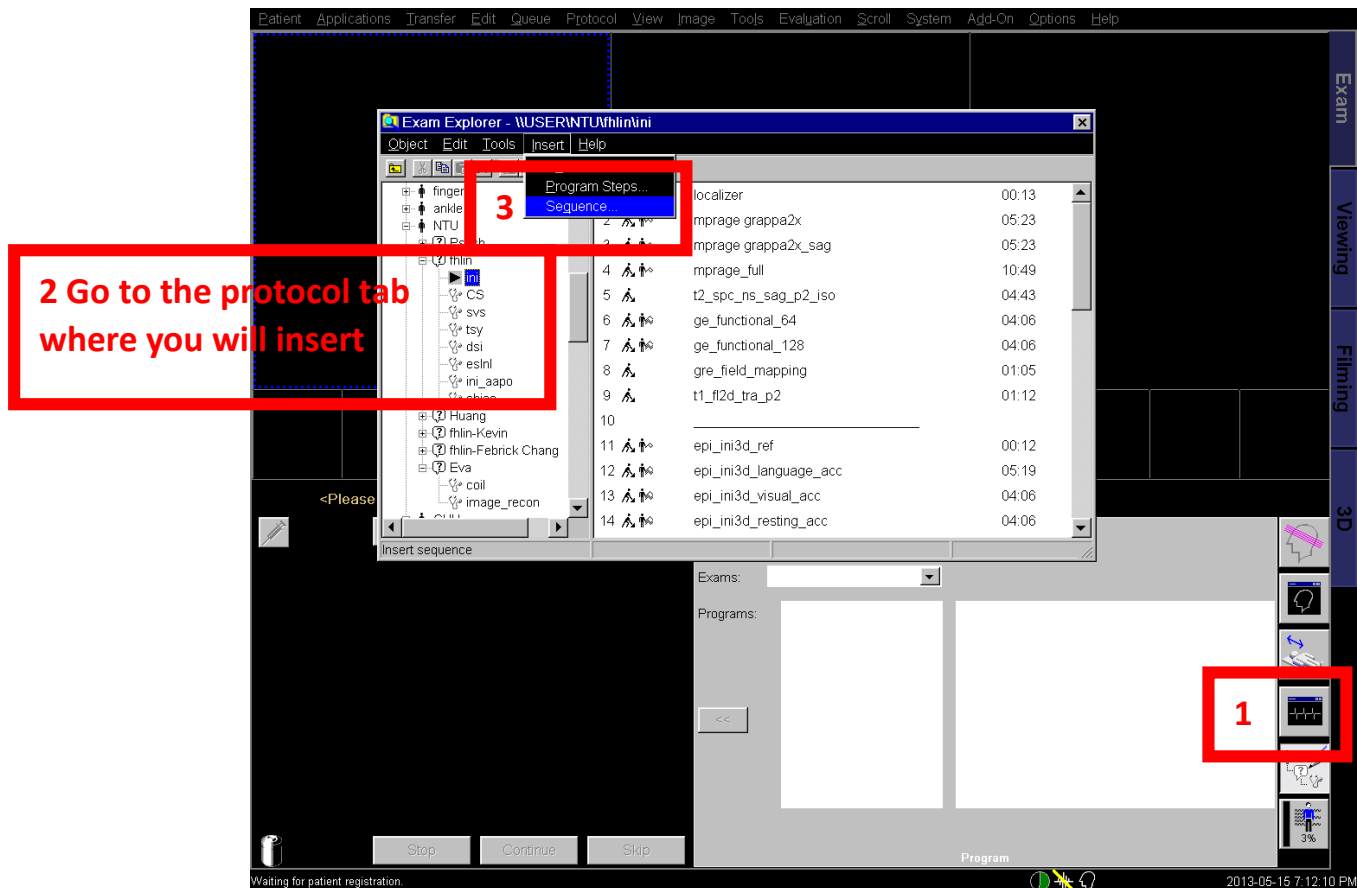 Patient Applications Transfer Edit Queue Protocol View Image Tools Evaluation Scroll System Add-On Options Help
Exam
Viewing
Filming
3D
Exam Explorer - \\USER\NTU\fhlin\ini
Object Edit Tools Insert Help
Program Steps...
Sequence...
3
finger
ankle
NTU
fhlin
ini
CS
svs
tsy
dsi
eslnl
ini_aapo
Huang
fhlin-Kevin
fhlin-Febrick Chang
Eva
coil
image_recon
2 Go to the protocol tab
where you will insert
localizer 00:13
2 mprage grappa2x 05:23
3 mprage grappa2x_sag 05:23
4 mprage_full 10:49
5 t2_spc_ns_sag_p2_iso 04:43
6 ge_functional_64 04:06
7 ge_functional_128 04:06
8 gre_field_mapping 01:05
9 t1_fl2d_tra_p2 01:12
10
11 epi_ini3d_ref 00:12
12 epi_ini3d_language_acc 05:19
13 epi_ini3d_visual_acc 04:06
14 epi_ini3d_resting_acc 04:06
Insert sequence
<Please
Exams:
Programs:
<<
1
3%
Stop Continue Skip
Program
Waiting for patient registration.
2013-05-15 7:12:10 PM